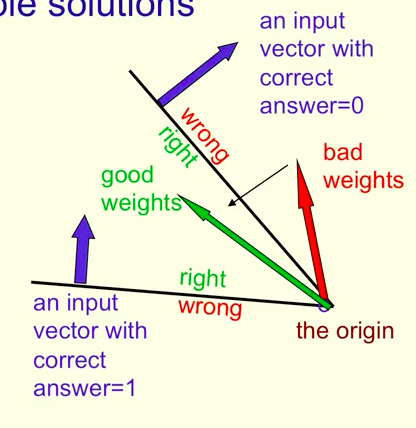 ble solutions
an input
vector with
correct
answer=0
wrong
right
bad
weights
good
weights
right
wrong
an input
vector with
correct
answer=1
the origin